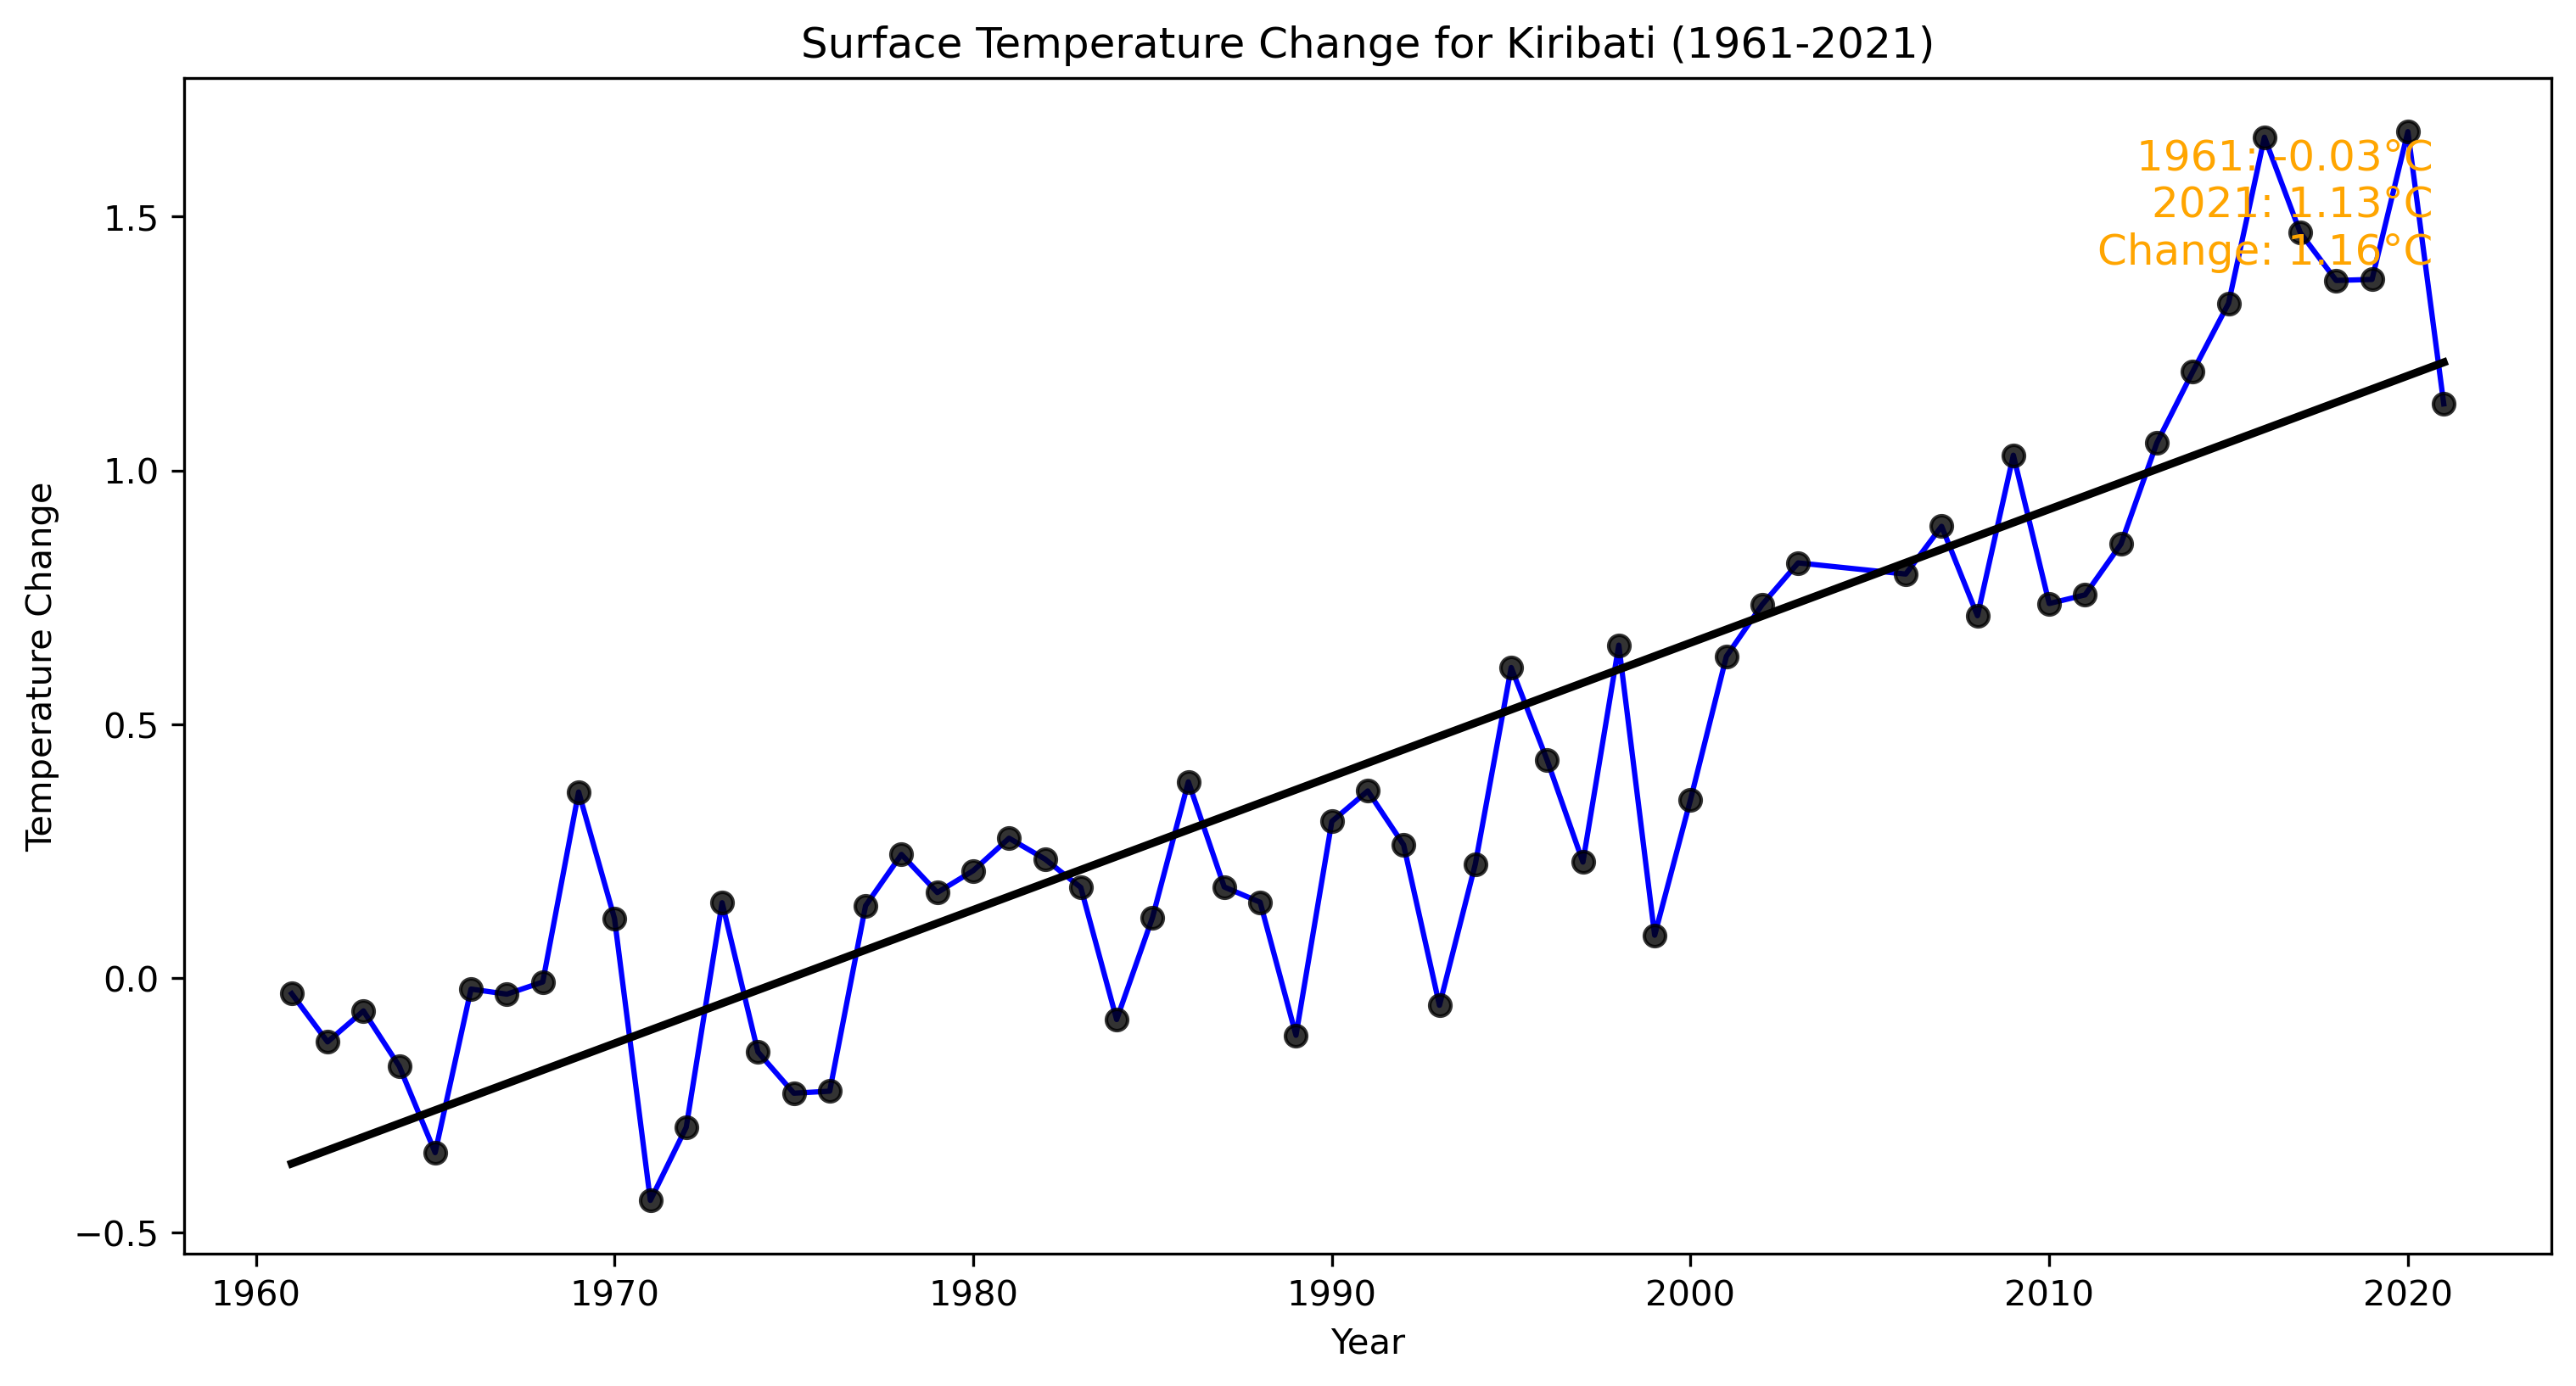 Surface Temperature Change for Kiribati (1961-2021)
1961: -0.03°C
2021: 1.13°C
Change: 1.16°C
Temperature Change
1.5
1.0
0.5
0.0
−0.5
1960 1970 1980 1990 2000 2010 2020
Year